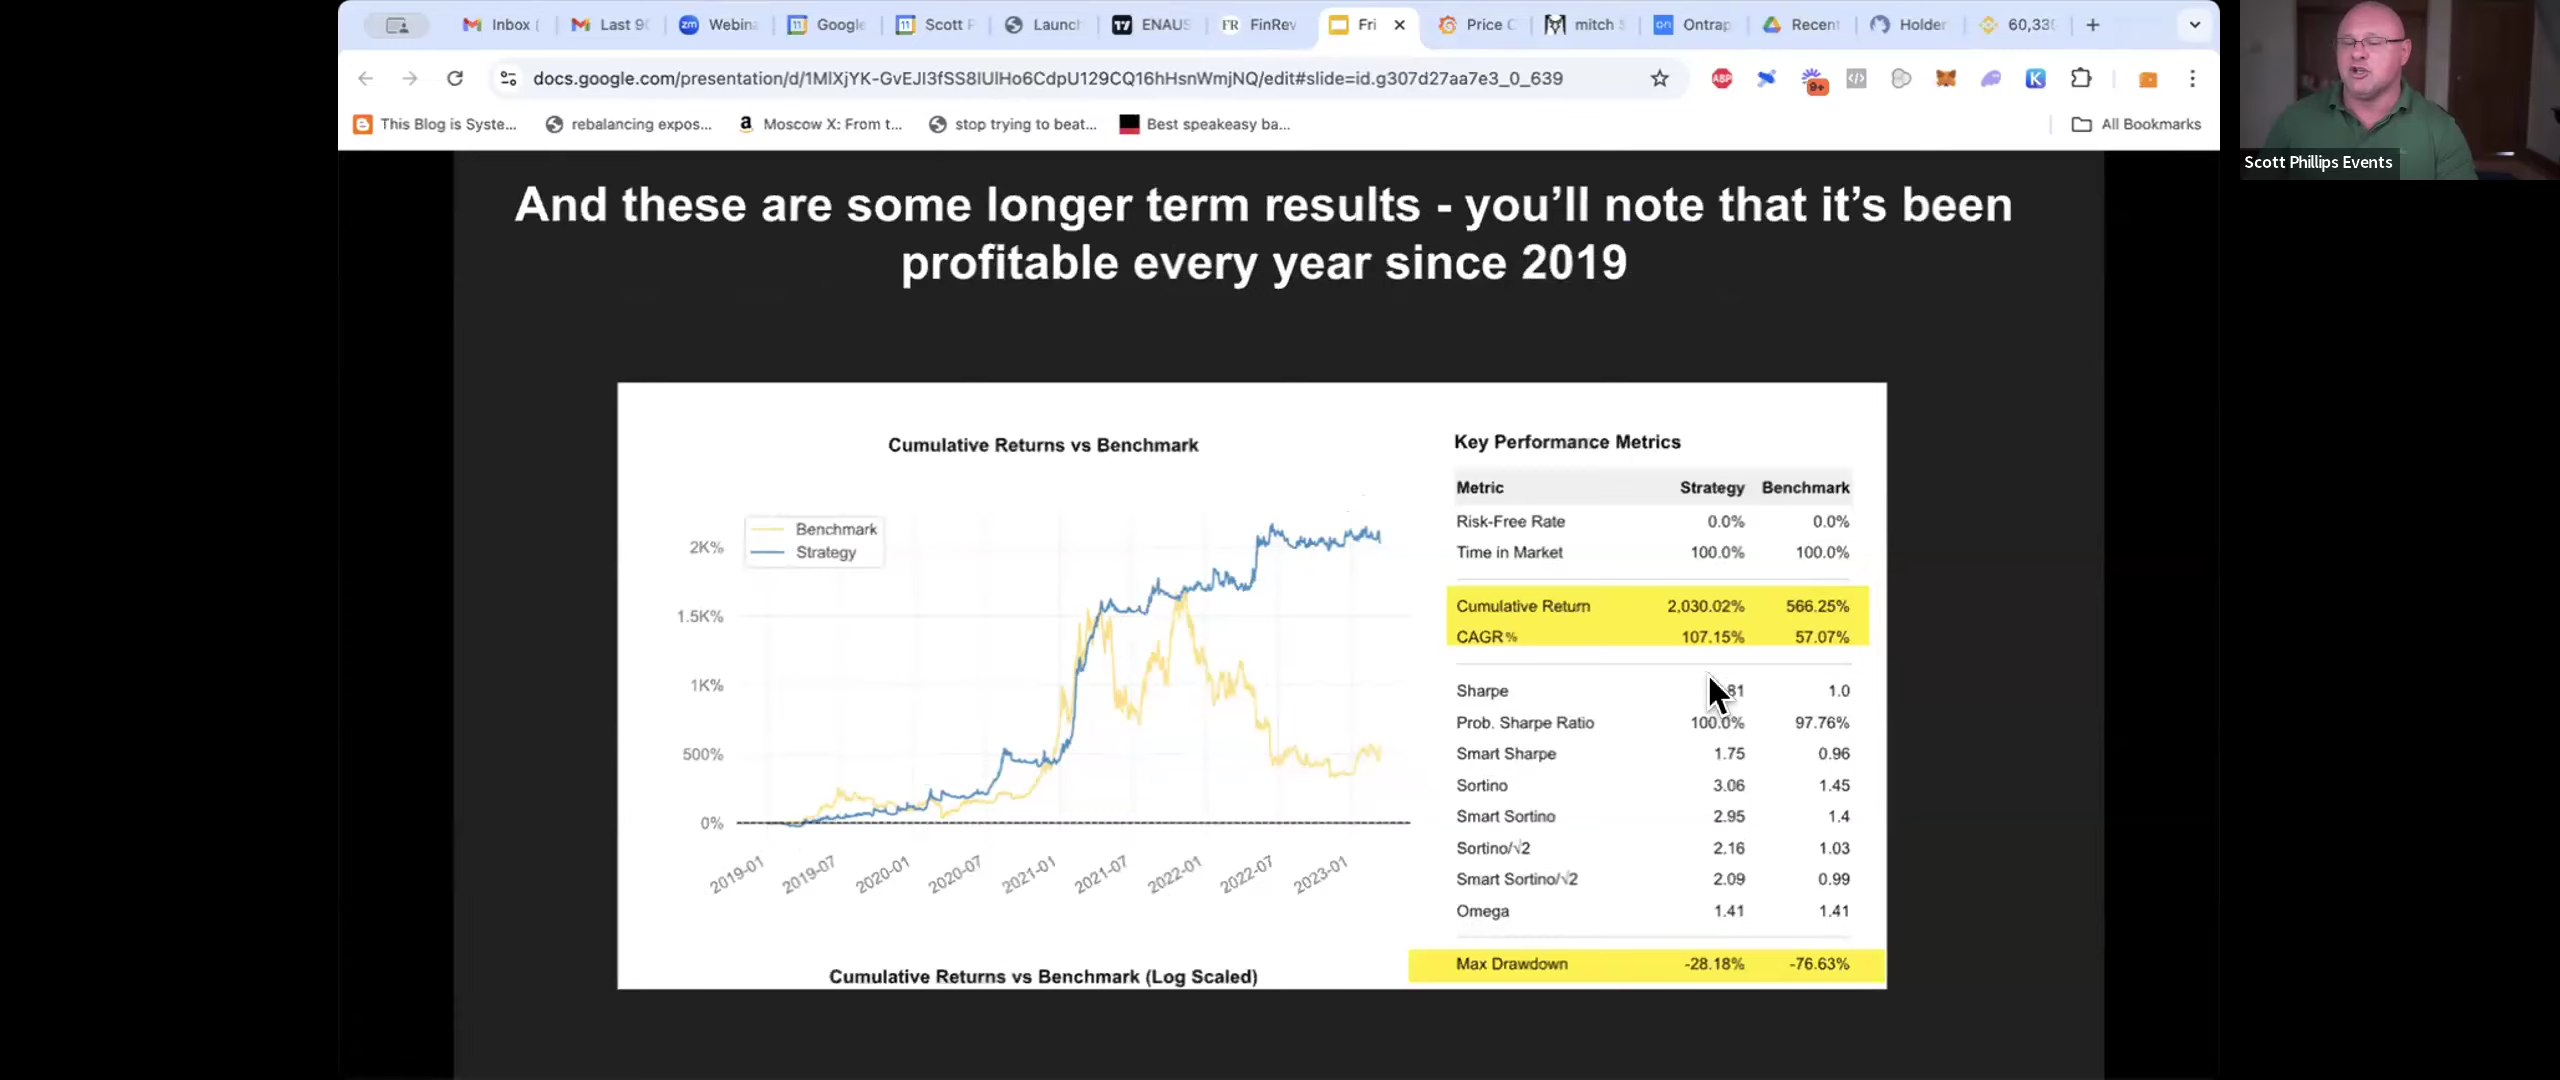 Inbox (
Last 90
Webina
Google
Scott P
Launch
ENAUS
FinRev
Fri
Price C
mitch
Ontrap
Recent
Holder
docs.google.com/presentation/d/1MlXjYK-GvEJI3fSS8IUlHo6CdpU129CQ16hHsnWmjNQ/edit#slide=id.g307d27aa7e3_0_639
ABP
9+
This Blog is Syste...
rebalancing expos...
Moscow X: From t...
stop trying to beat...
Best speakeasy ba...
All Bookmarks
Scott Phillips Events
And these are some longer term results - you’ll note that it’s been
profitable every year since 2019
Cumulative Returns vs Benchmark
Benchmark
Strategy
2K%
1.5K%
1K%
500%
0%
2019-01 2019-07 2020-01 2020-07 2021-01 2021-07 2022-01 2022-07 2023-01
Cumulative Returns vs Benchmark (Log Scaled)
Key Performance Metrics
Metric Strategy Benchmark
Risk-Free Rate 0.0% 0.0%
Time in Market 100.0% 100.0%
Cumulative Return 2,030.02% 566.25%
CAGR% 107.15% 57.07%
Sharpe 81 1.0
Prob. Sharpe Ratio 100.0% 97.76%
Smart Sharpe 1.75 0.96
Sortino 3.06 1.45
Smart Sortino 2.95 1.4
Sortino/√2 2.16 1.03
Smart Sortino/√2 2.09 0.99
Omega 1.41 1.41
Max Drawdown -28.18% -76.63%